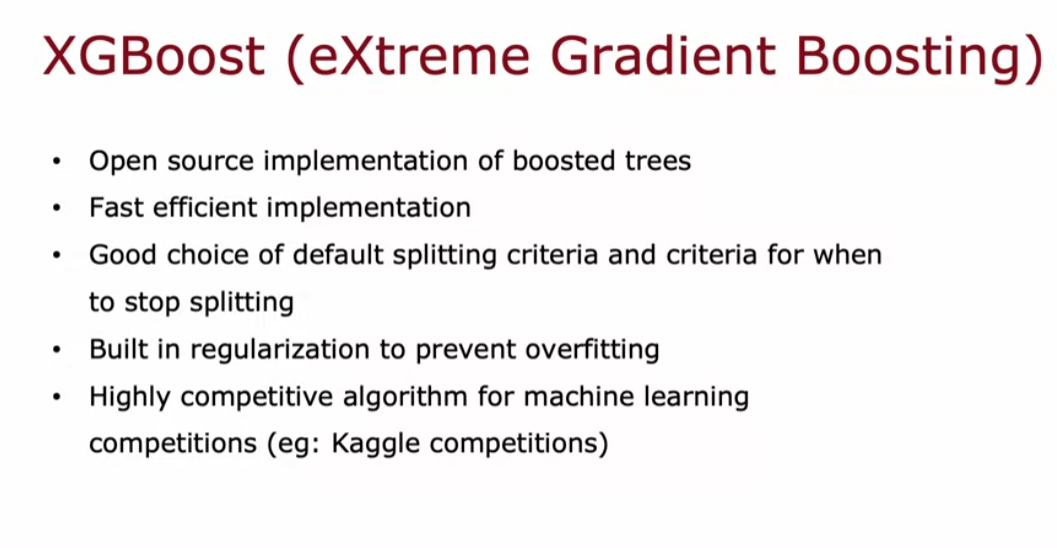 XGBoost (eXtreme Gradient Boosting)
• Open source implementation of boosted trees
• Fast efficient implementation
• Good choice of default splitting criteria and criteria for when
to stop splitting
• Built in regularization to prevent overfitting
• Highly competitive algorithm for machine learning
competitions (eg: Kaggle competitions)